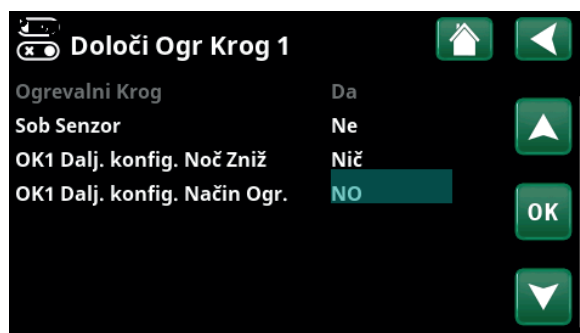 Določi Ogr Krog 1
Ogrevalni Krog Da
Sob Senzor Ne
OK1 Dalj. konfig. Noč Zniž Nič
OK1 Dalj. konfig. Način Ogr. NO
OK